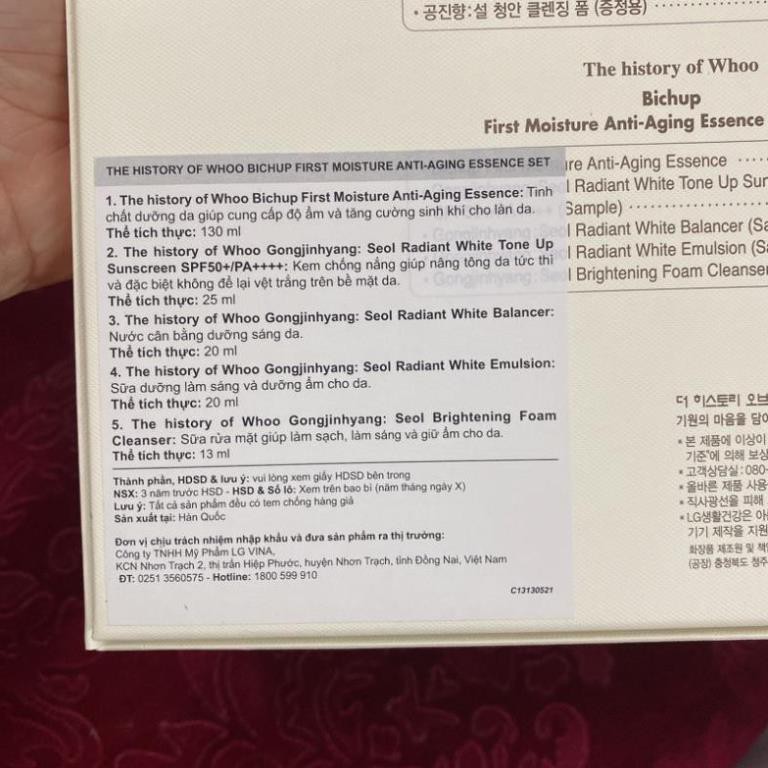 • 공진향:설 청안 클렌징 폼 (증정용)
The history of Whoo
Bichup
First Moisture Anti-Aging Essence
Anti-Aging Essence
Radiant White Tone Up
Sample)
Radiant White Balancer
Radiant White Emulsion
Brightening Foam Cleanser
THE HISTORY OF WHOO BICHUP FIRST MOISTURE ANTI-AGING ESSENCE SET
1. The history of Whoo Bichup First Moisture Anti-Aging Essence: Tinh
chất dưỡng da giúp cung cấp độ ẩm và tăng cường sinh khí cho làn da.
Thể tích thực: 130 ml
2. The history of Whoo Gongjinhyang: Seol Radiant White Tone Up
Sunscreen SPF50+/PA++++: Kem chống nắng giúp nâng tông da tức thì
và đặc biệt không để lại vệt trắng trên bề mặt da.
Thể tích thực: 25 ml
3. The history of Whoo Gongjinhyang: Seol Radiant White Balancer:
Nước cân bằng dưỡng sáng da.
Thể tích thực: 20 ml
4. The history of Whoo Gongjinhyang: Seol Radiant White Emulsion:
Sữa dưỡng làm sáng và dưỡng ẩm cho da.
Thể tích thực: 20 ml
5. The history of Whoo Gongjinhyang: Seol Brightening Foam
Cleanser: Sữa rửa mặt giúp làm sạch, làm sáng và giữ ẩm cho da.
Thể tích thực: 13 ml
Thành phần, HDSD & lưu ý: vui lòng xem giấy HDSD bên trong
NSX: 3 năm trước HSD - HSD & Số lô: Xem trên bao bì (năm tháng ngày X)
Lưu ý: Tất cả sản phẩm đều có tem chống hàng giả
Sản xuất tại: Hàn Quốc
Đơn vị chịu trách nhiệm nhập khẩu và đưa sản phẩm ra thị trường:
Công ty TNHH Mỹ Phẩm LG VINA,
KCN Nhơn Trạch 2, thị trấn Hiệp Phước, huyện Nhơn Trạch, tỉnh Đồng Nai, Việt Nam
ĐT: 0251 3560575 - Hotline: 1800 599 910
C13130521
더 히스토리 오브
기원의 마음을 담아
* 본 제품에 이상이
기준"에 의해 보상
* 고객상담실: 080-
* 올바른 제품 사용
* 직사광선을 피해
* LG생활건강은
기기 제작을 지원
화장품 제조원 및
(공장) 충청북도 청주